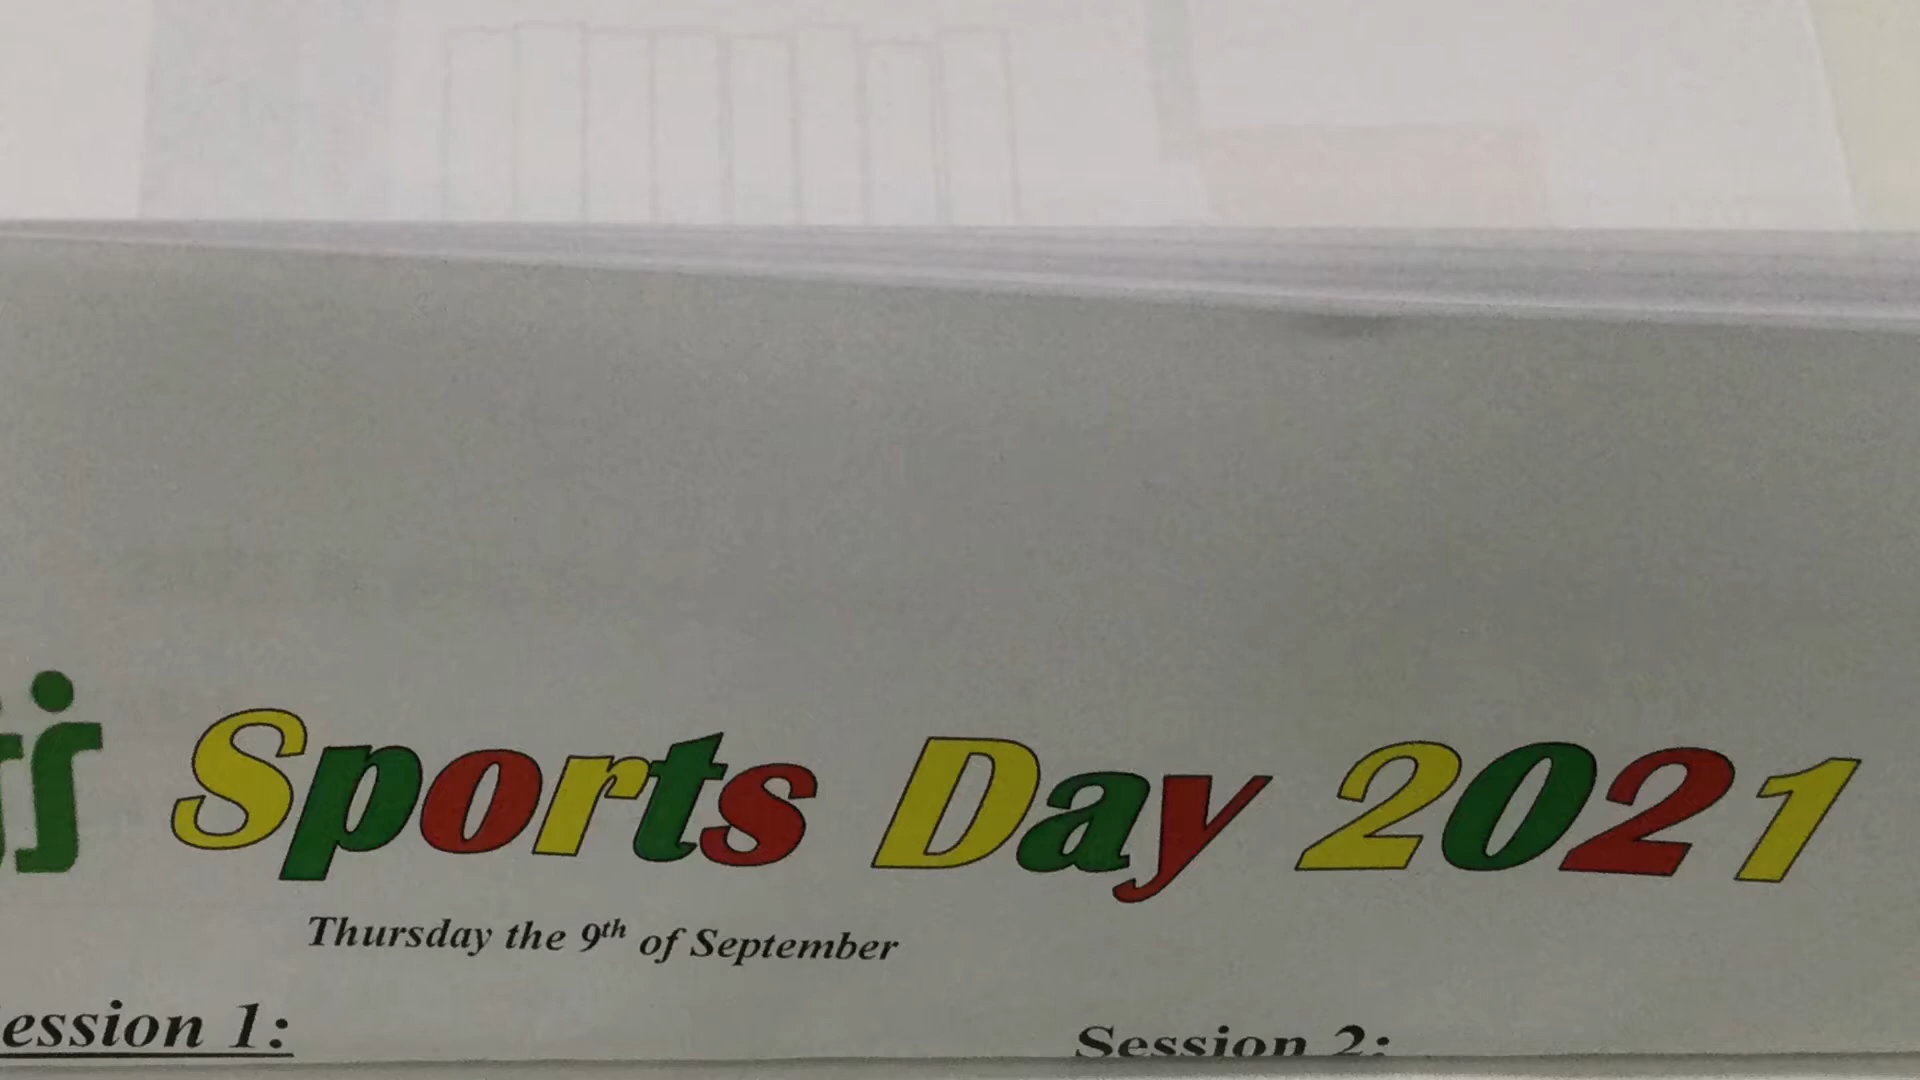 Sports Day 2021
Thursday the 9th of September
ession 1:
Session 2: